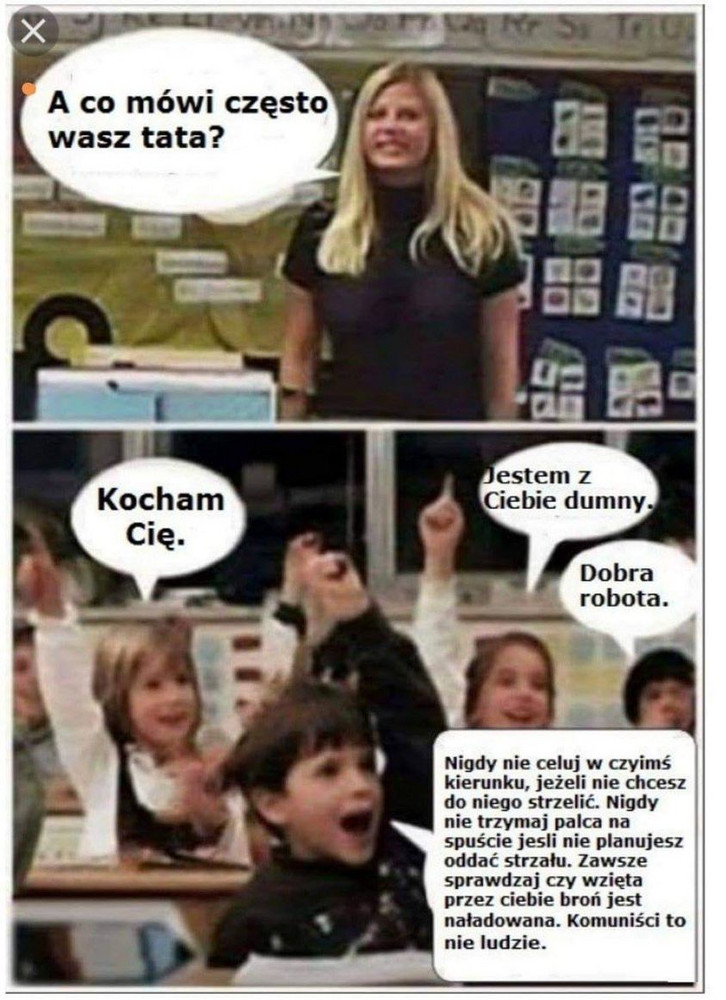 A co mówi często
wasz tata?
Kocham
Cię.
Jestem z
Ciebie dumny.
Dobra
robota.
Nigdy nie celuj w czyimś
kierunku, jeżeli nie chcesz
do niego strzelić. Nigdy
nie trzymaj palca na
spuście jesli nie planujesz
oddać strzału. Zawsze
sprawdzaj czy wzięta
przez ciebie broń jest
naładowana. Komuniści to
nie ludzie.